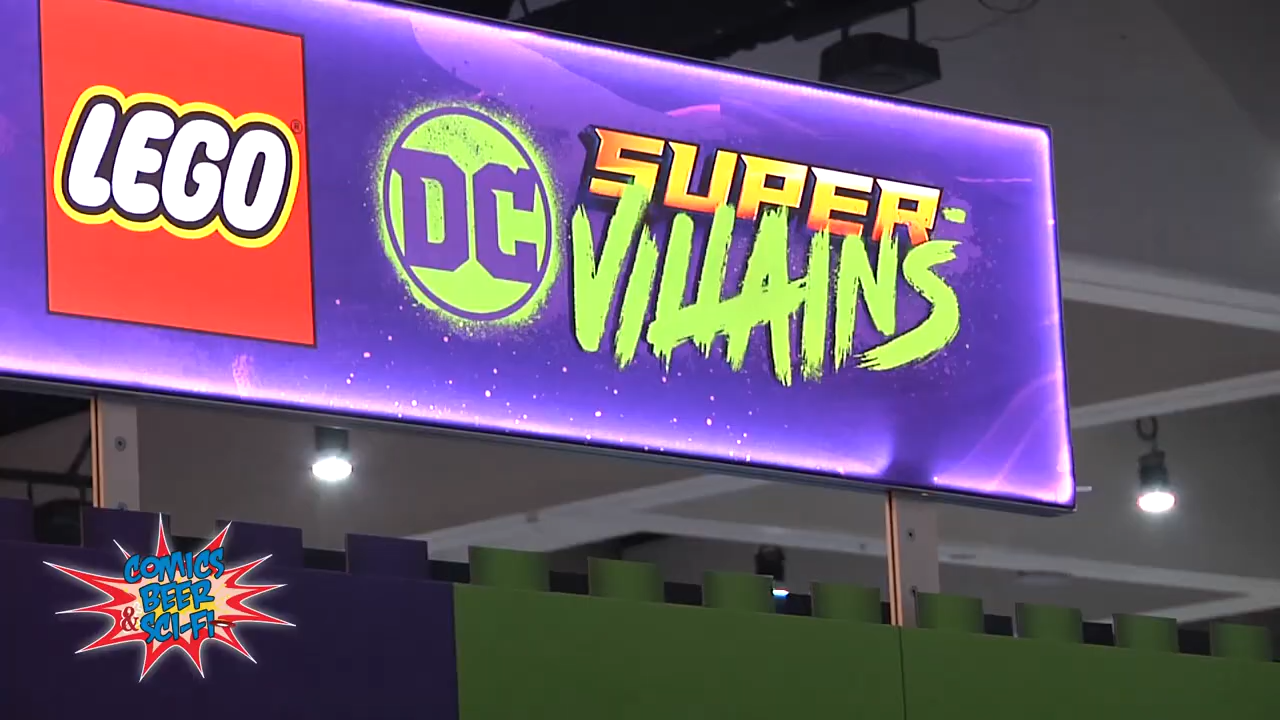 LEGO®
DC
SUPER-
VILLAINS
COMICS
BEER
& SCI-FI